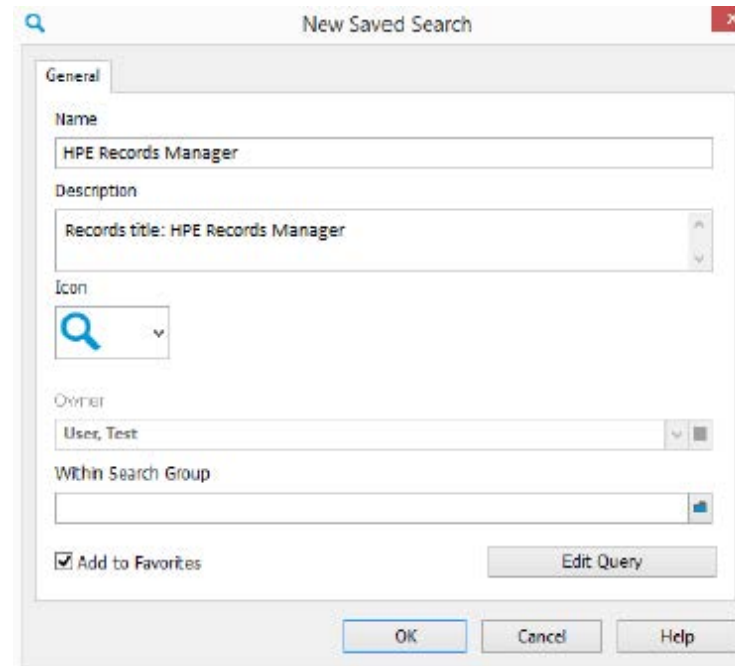 New Saved Search
General
Name
HPE Records Manager
Description
Records title: HPE Records Manager
Icon
Owner
User, Test
Within Search Group
Add to Favorites
Edit Query
OK
Cancel
Help